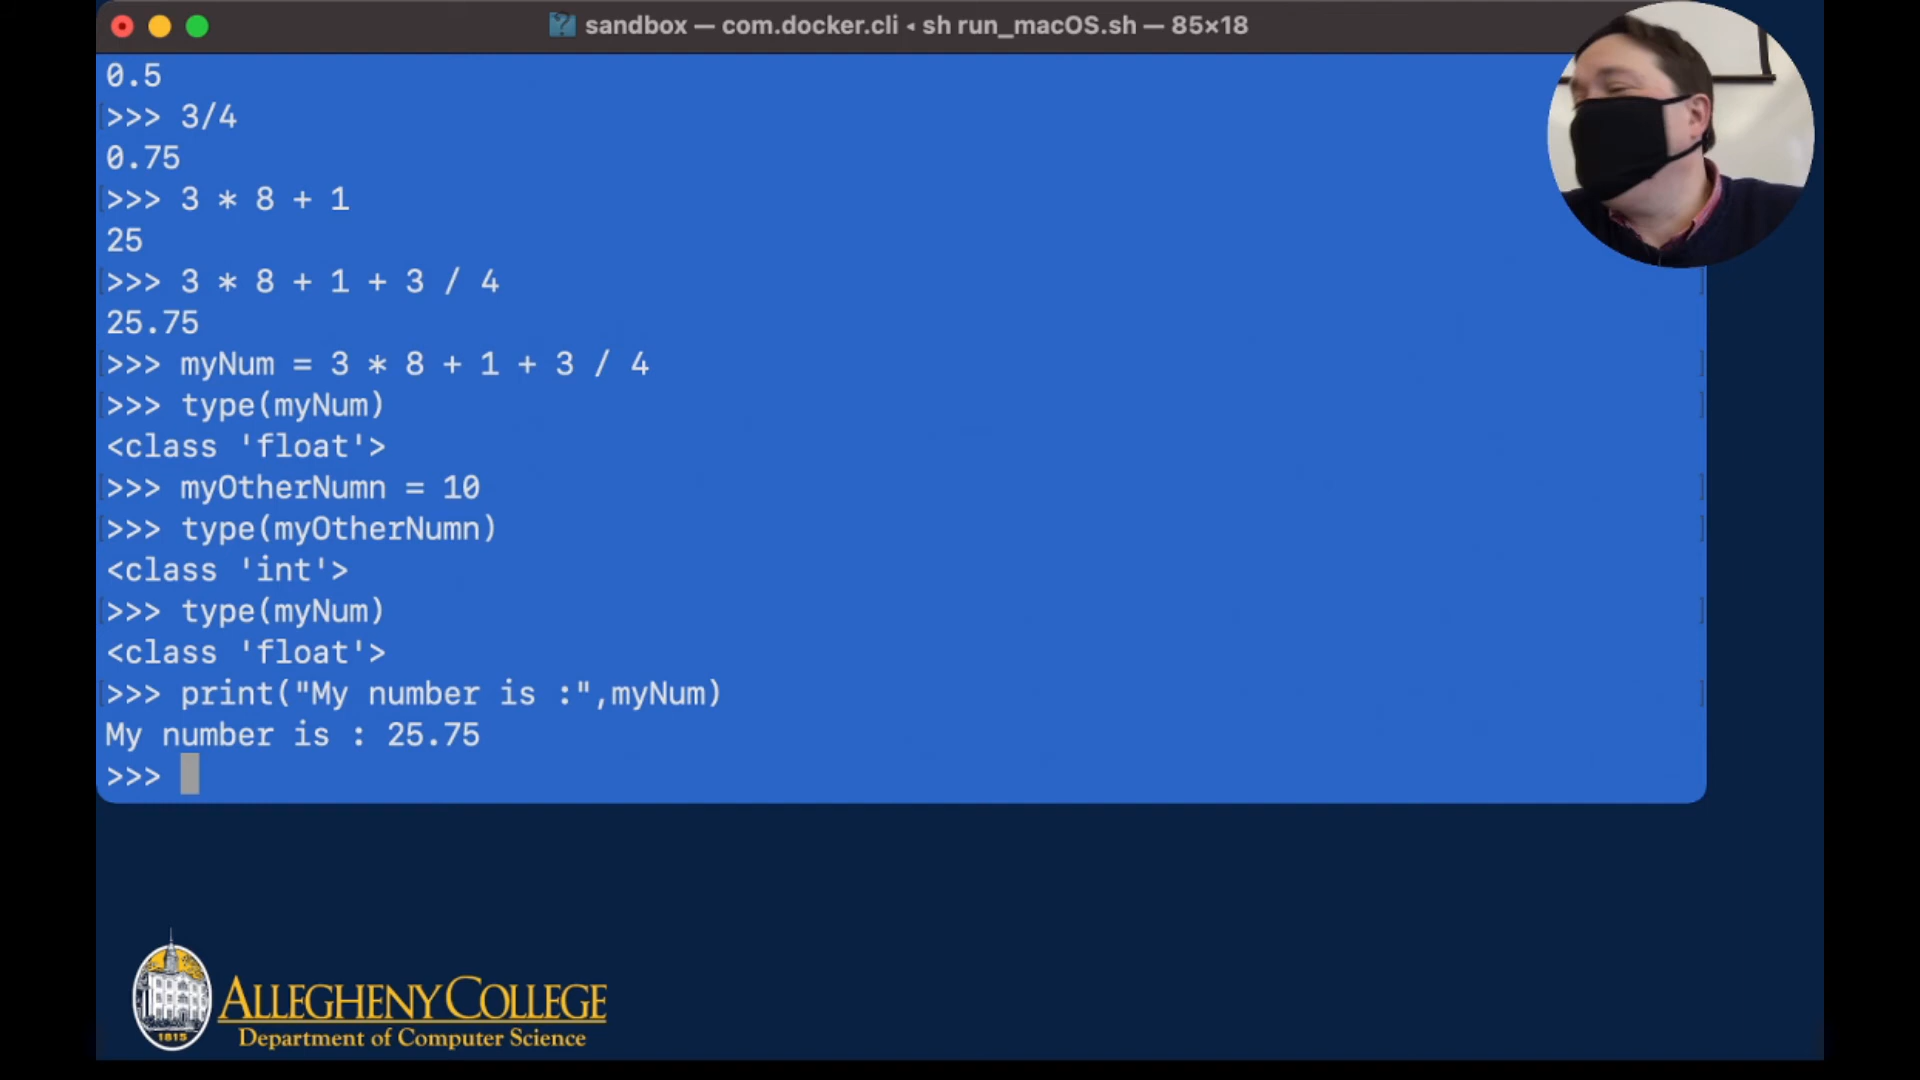 sandbox — com.docker.cli ◂ sh run_macOS.sh — 85×18
0.5
>>> 3/4
0.75
>>> 3 * 8 + 1
25
>>> 3 * 8 + 1 + 3 / 4
25.75
>>> myNum = 3 * 8 + 1 + 3 / 4
>>> type(myNum)
<class 'float'>
>>> myOtherNumn = 10
>>> type(myOtherNumn)
<class 'int'>
>>> type(myNum)
<class 'float'>
>>> print("My number is :",myNum)
My number is : 25.75
>>>
1815
ALLEGHENY COLLEGE
Department of Computer Science